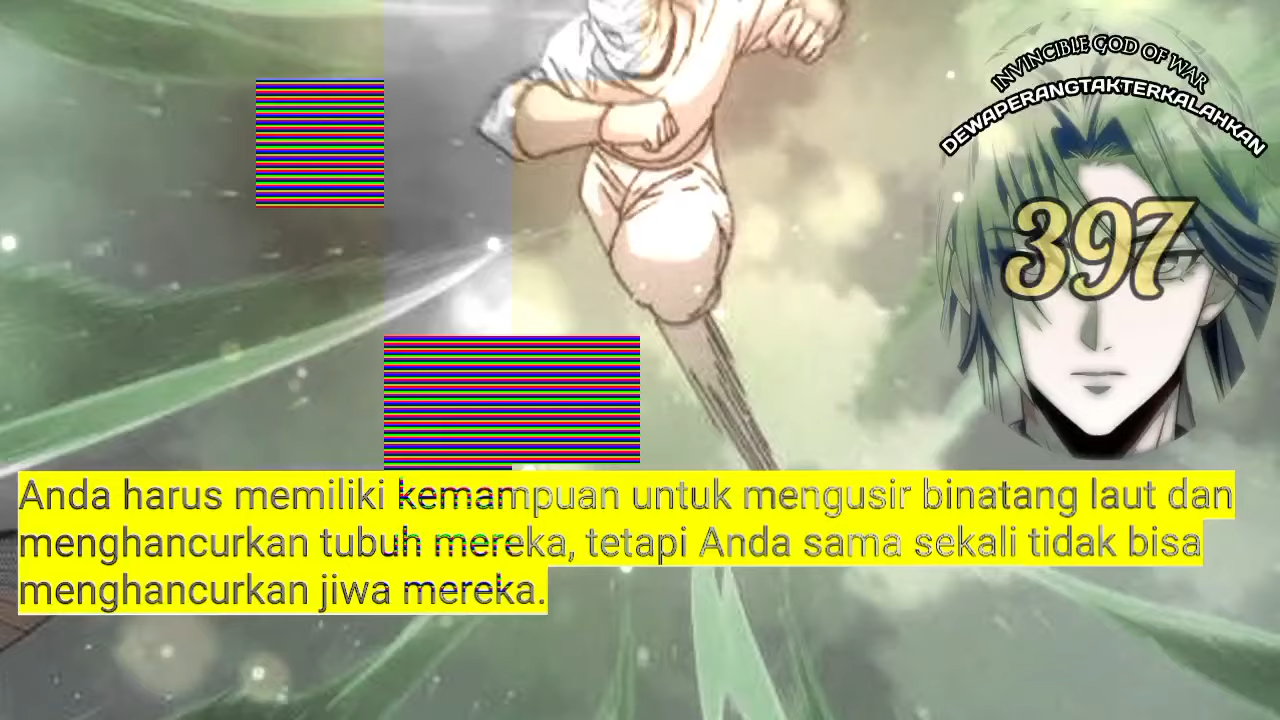 INVINCIBLE GOD OF WAR
DEWAPERANGTAKTERKALAHKAN
397
Anda harus memiliki kemampuan untuk mengusir binatang laut dan
menghancurkan tubuh mereka, tetapi Anda sama sekali tidak bisa
menghancurkan jiwa mereka.